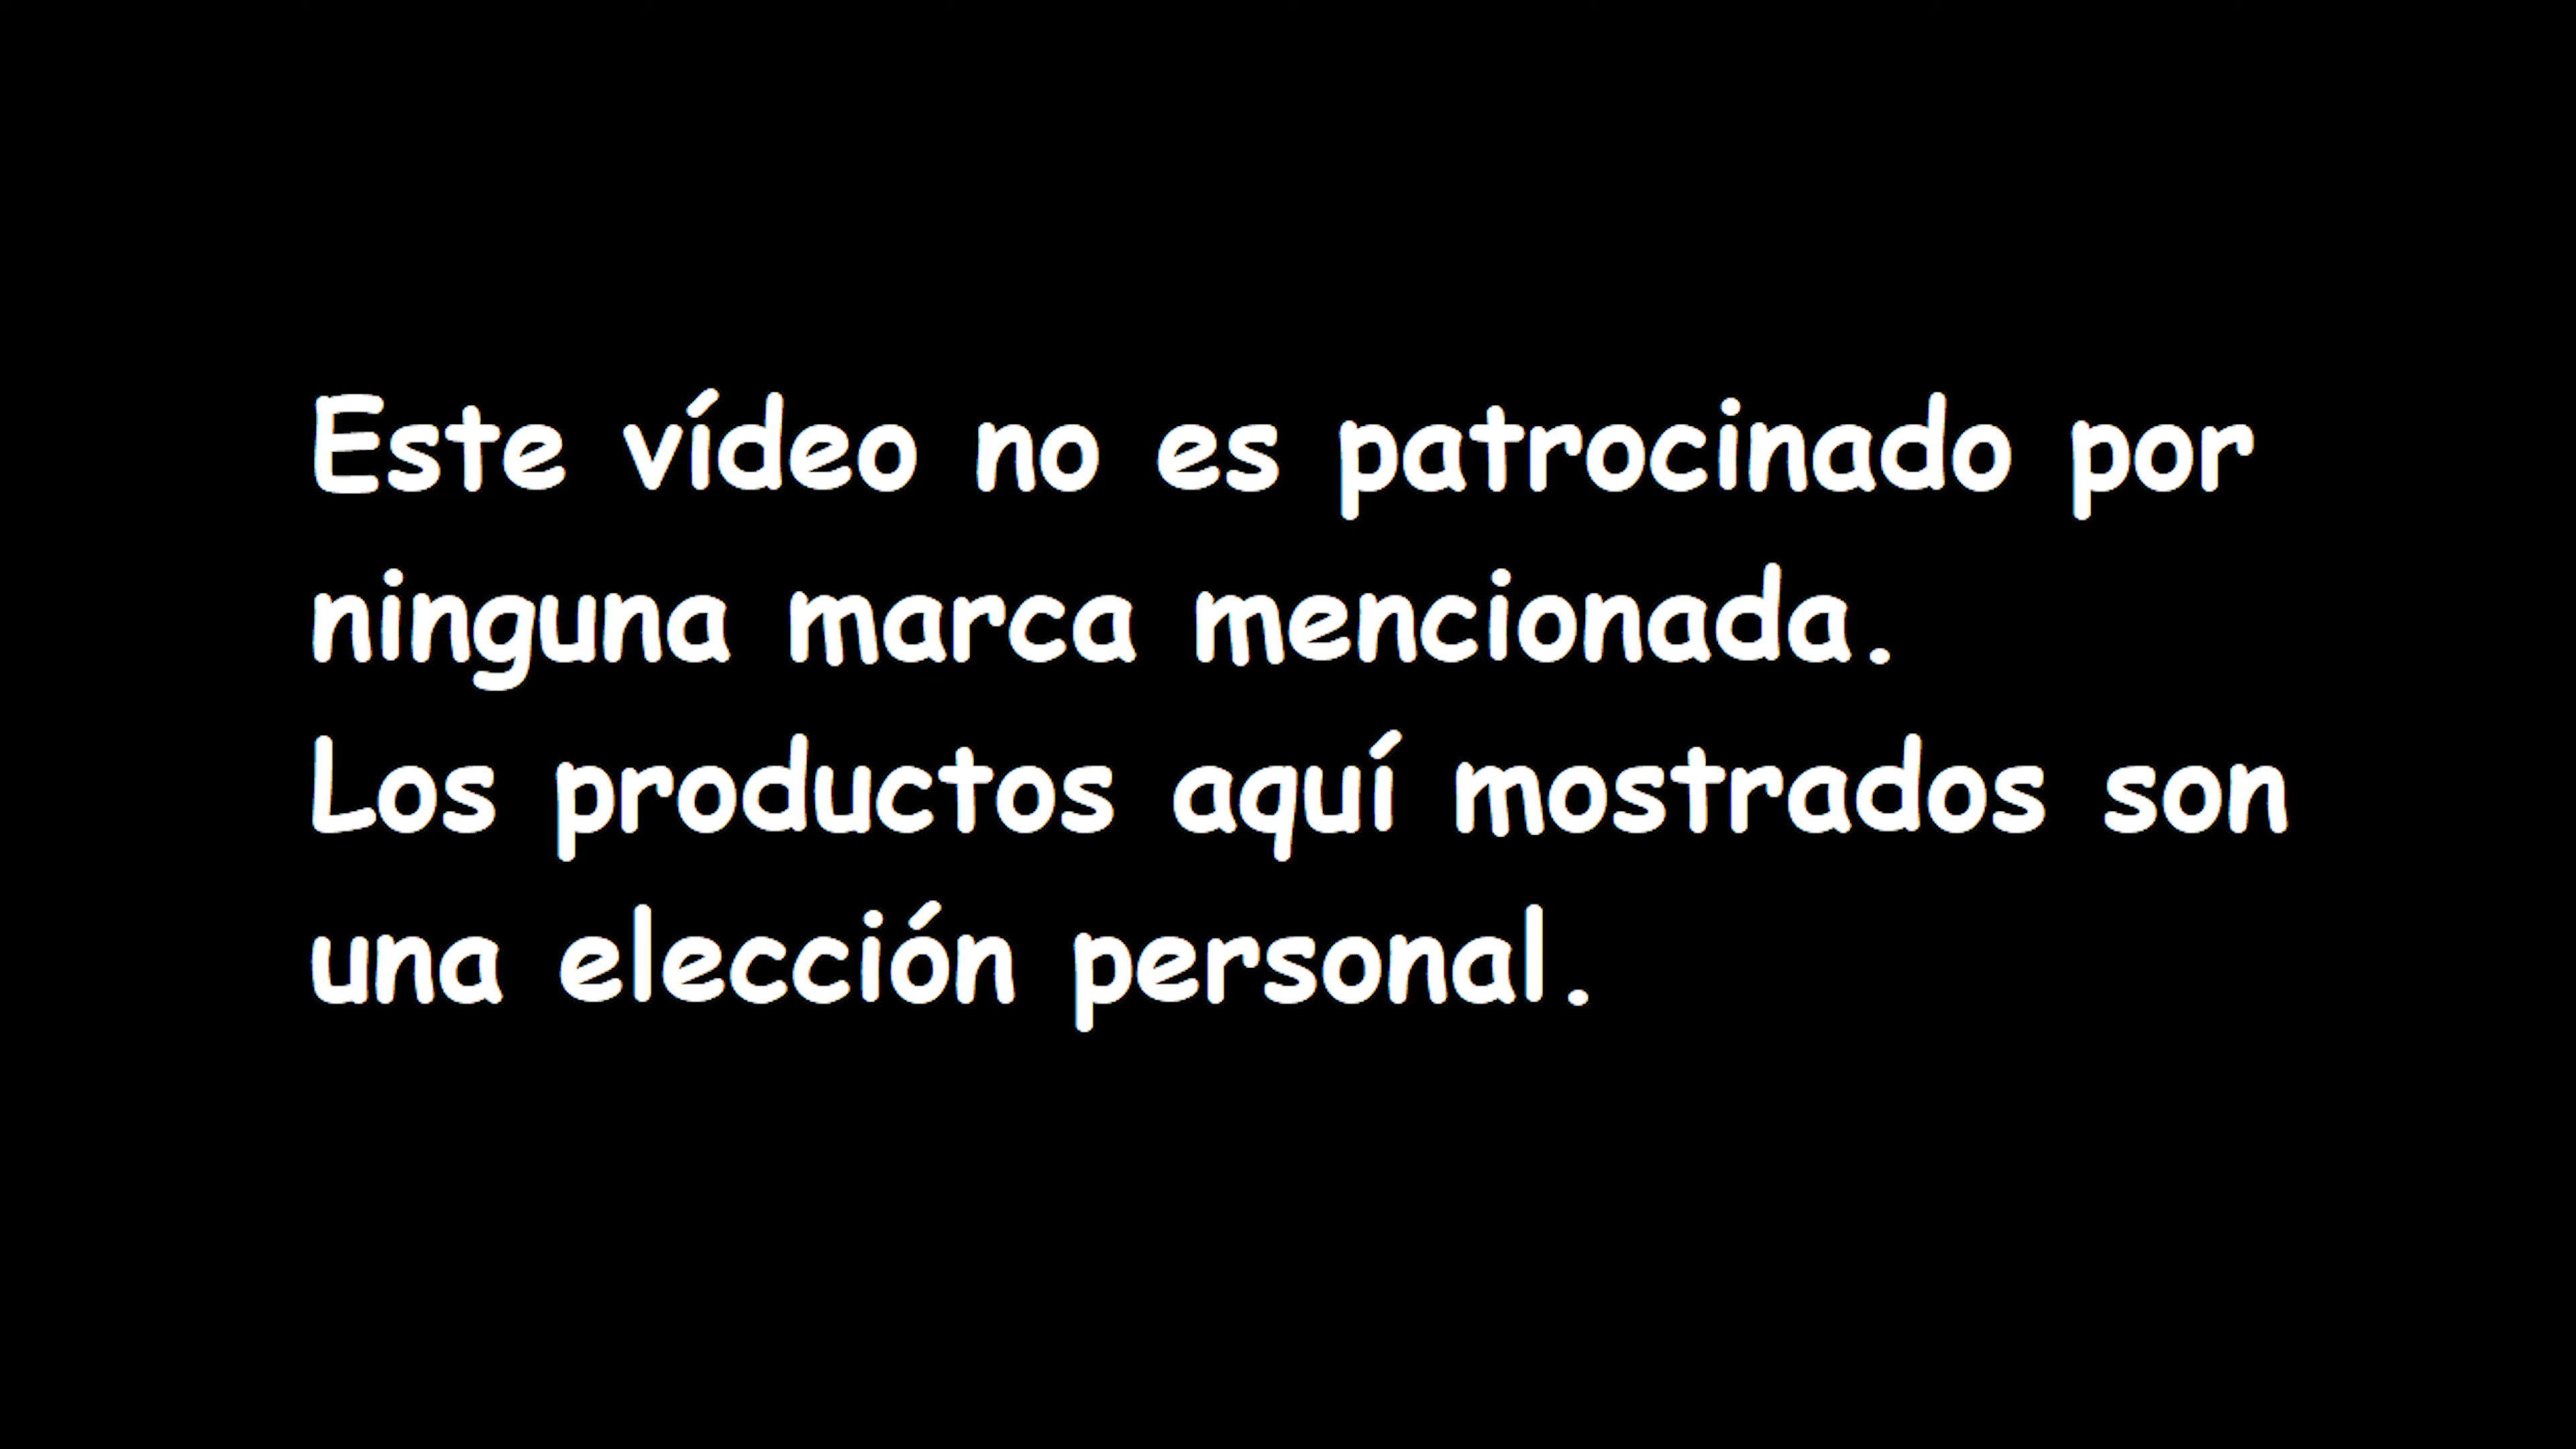 Este vídeo no es patrocinado por
ninguna marca mencionada.
Los productos aquí mostrados son
una elección personal.